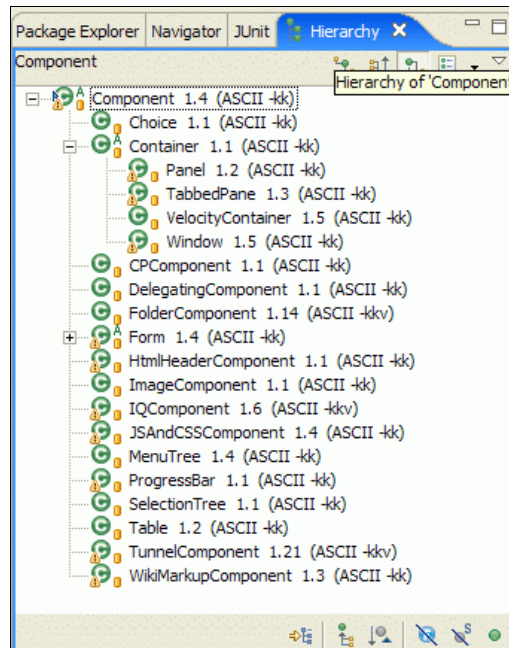 Package Explorer Navigator JUnit Hierarchy
Component
Hierarchy of 'Component
Component 1.4 (ASCII -kk)
Choice 1.1 (ASCII -kk)
Container 1.1 (ASCII -kk)
Panel 1.2 (ASCII -kk)
TabbedPane 1.3 (ASCII -kk)
VelocityContainer 1.5 (ASCII -kk)
Window 1.5 (ASCII -kk)
CPComponent 1.1 (ASCII -kk)
DelegatingComponent 1.1 (ASCII -kk)
FolderComponent 1.14 (ASCII -kkv)
Form 1.4 (ASCII -kk)
HtmlHeaderComponent 1.1 (ASCII -kk)
ImageComponent 1.1 (ASCII -kk)
IQComponent 1.6 (ASCII -kkv)
JSAndCSSComponent 1.4 (ASCII -kk)
MenuTree 1.4 (ASCII -kk)
ProgressBar 1.1 (ASCII -kk)
SelectionTree 1.1 (ASCII -kk)
Table 1.2 (ASCII -kk)
TunnelComponent 1.21 (ASCII -kkv)
WikiMarkupComponent 1.3 (ASCII -kk)